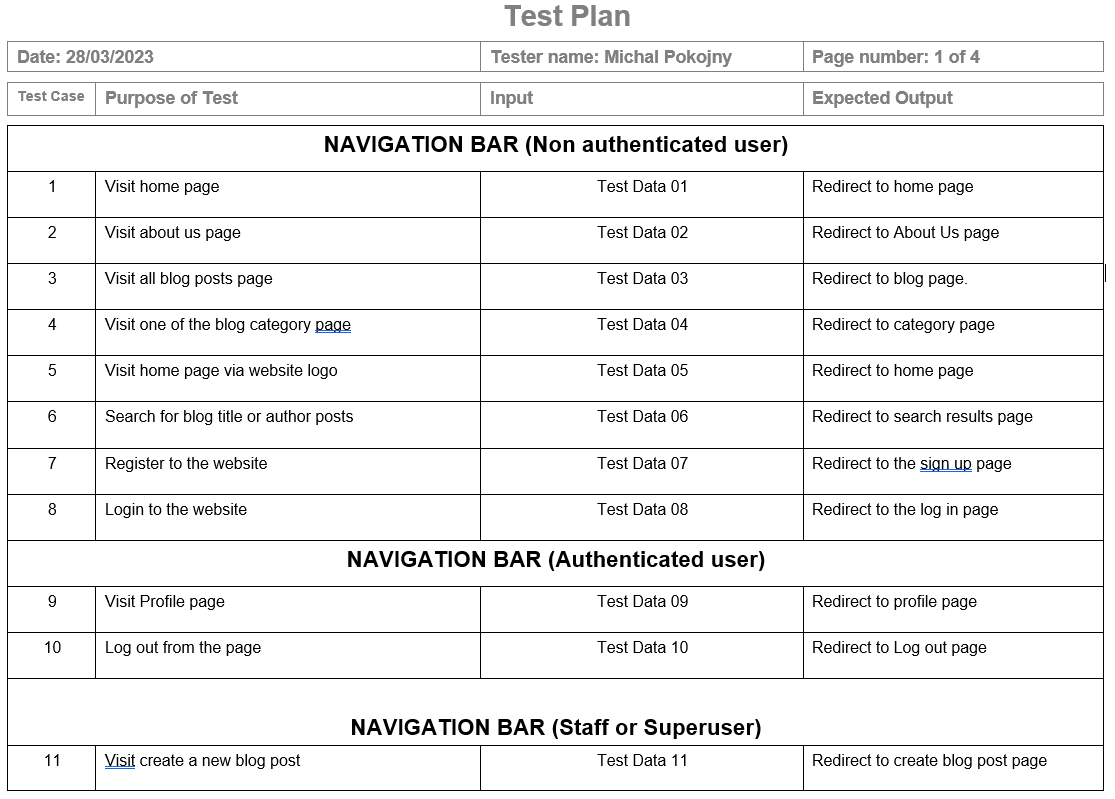 Test Plan
Date: 28/03/2023 Tester name: Michal Pokojny Page number: 1 of 4
Test Case Purpose of Test Input Expected Output
NAVIGATION BAR (Non authenticated user)
1 Visit home page Test Data 01 Redirect to home page
2 Visit about us page Test Data 02 Redirect to About Us page
3 Visit all blog posts page Test Data 03 Redirect to blog page.
4 Visit one of the blog category page Test Data 04 Redirect to category page
5 Visit home page via website logo Test Data 05 Redirect to home page
6 Search for blog title or author posts Test Data 06 Redirect to search results page
7 Register to the website Test Data 07 Redirect to the sign up page
8 Login to the website Test Data 08 Redirect to the log in page
NAVIGATION BAR (Authenticated user)
9 Visit Profile page Test Data 09 Redirect to profile page
10 Log out from the page Test Data 10 Redirect to Log out page
NAVIGATION BAR (Staff or Superuser)
11 Visit create a new blog post Test Data 11 Redirect to create blog post page